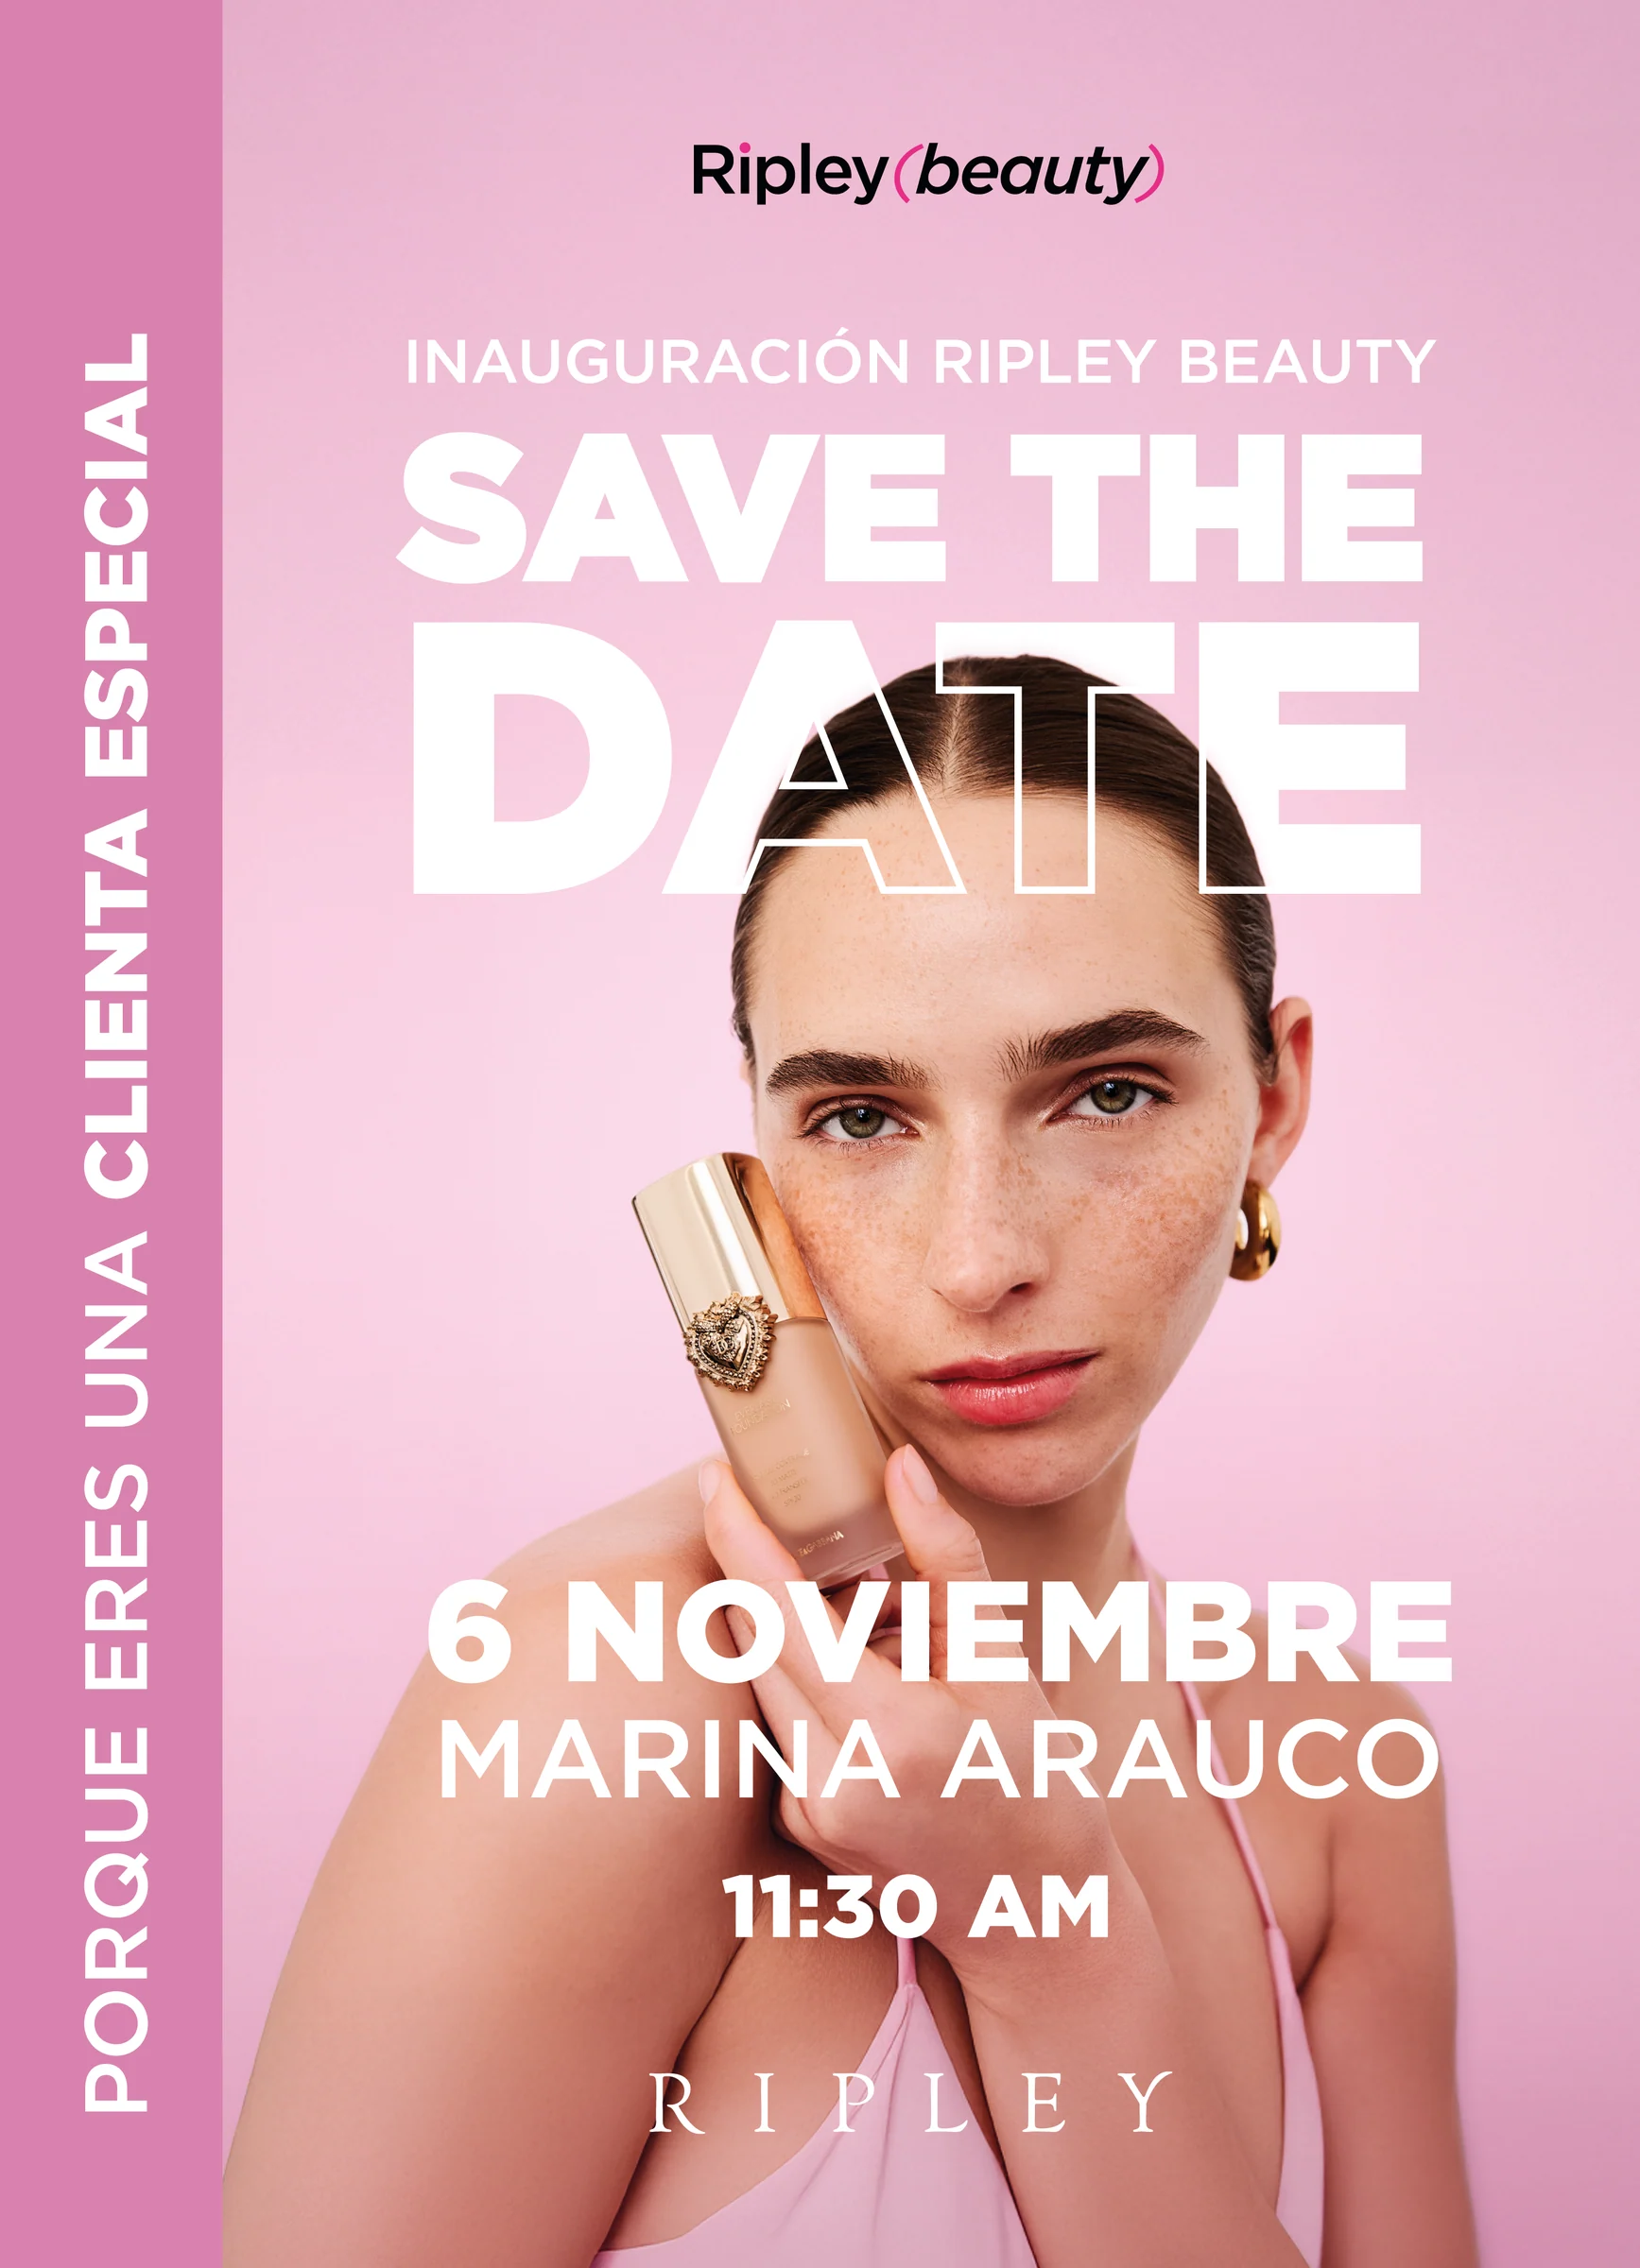 Ripley(beauty)
INAUGURACIÓN RIPLEY BEAUTY
SAVE THE
DATE
6 NOVIEMBRE
MARINA ARAUCO
11:30 AM
RIPLEY
PORQUE ERES UNA CLIENTA ESPECIAL